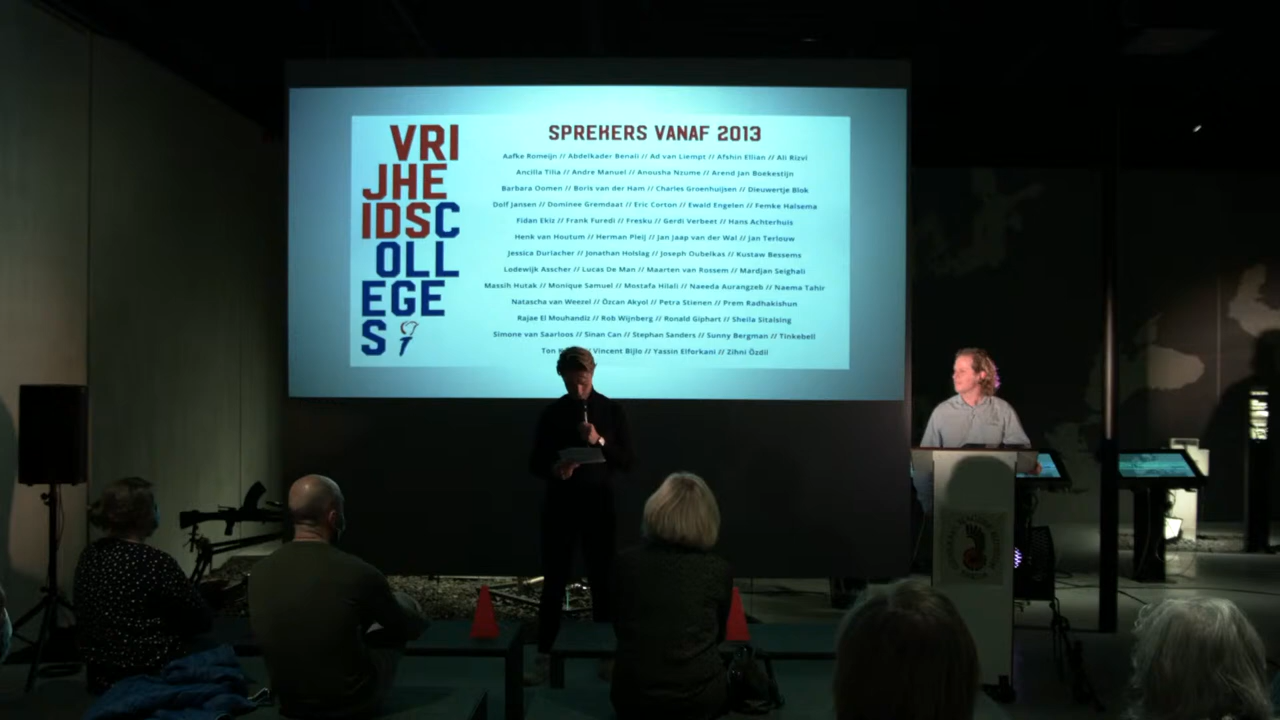 VRI
JHE
IDSC
OLL
EGE
S
SPREKERS VANAF 2013
Aafke Romeijn // Abdelkader Benali // Ad van Liempt // Afshin Ellian // Ali Rizvi
Ancilla Tilia // Andre Manuel // Anousha Nzume // Arend Jan Boekestijn
Barbara Oomen // Boris van der Ham // Charles Groenhuijsen // Dieuwertje Blok
Dolf Jansen // Dominee Gremdaat // Eric Corton // Ewald Engelen // Femke Halsema
Fidan Ekiz // Frank Furedi // Fresku // Gerdi Verbeet // Hans Achterhuis
Henk van Houtum // Herman Pleij // Jan Jaap van der Wal // Jan Terlouw
Jessica Durlacher // Jonathan Holslag // Joseph Oubelkas // Kustaw Bessems
Lodewijk Asscher // Lucas De Man // Maarten van Rossem // Mardjan Seighali
Massih Hutak // Monique Samuel // Mostafa Hilali // Naeeda Aurangzeb // Naema Tahir
Natascha van Weezel // Özcan Akyol // Petra Stienen // Prem Radhakishun
Rajae El Mouhandiz // Rob Wijnberg // Ronald Giphart // Sheila Sitalsing
Simone van Saarloos // Sinan Can // Stephan Sanders // Sunny Bergman // Tinkebell
Ton // Vincent Bijlo // Yassin Elforkani // Zihni Özdil